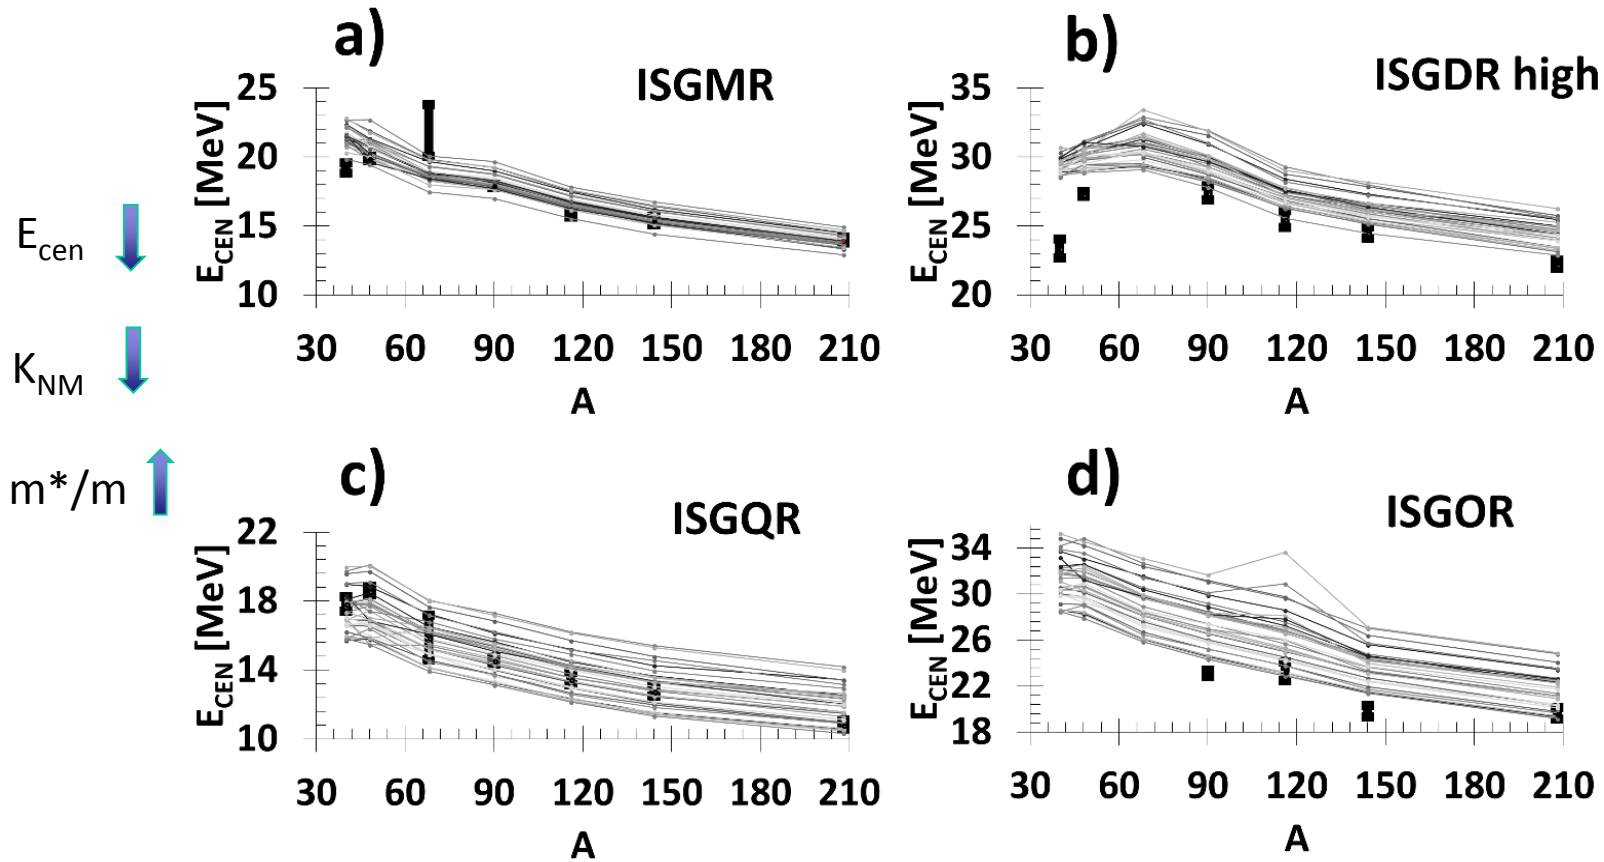 E_cen
K_NM
m*/m
a)
ISGMR
E_CEN [MeV]
25
20
15
10
30 60 90 120 150 180 210
A
b)
ISGDR high
E_CEN [MeV]
35
30
25
20
30 60 90 120 150 180 210
A
c)
ISGQR
E_CEN [MeV]
22
18
14
10
30 60 90 120 150 180 210
A
d)
ISGOR
E_CEN [MeV]
34
30
26
22
18
30 60 90 120 150 180 210
A